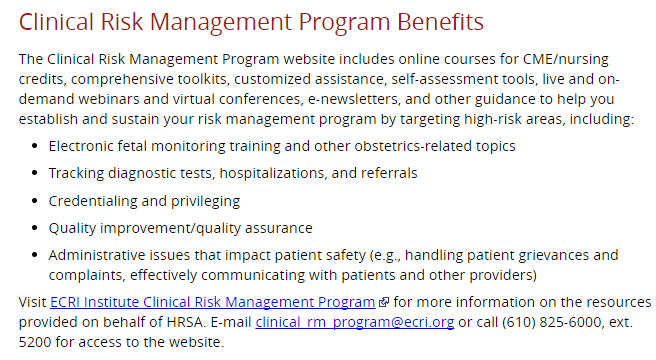 Clinical Risk Management Program Benefits
The Clinical Risk Management Program website includes online courses for CME/nursing
credits, comprehensive toolkits, customized assistance, self-assessment tools, live and on-
demand webinars and virtual conferences, e-newsletters, and other guidance to help you
establish and sustain your risk management program by targeting high-risk areas, including:
• Electronic fetal monitoring training and other obstetrics-related topics
• Tracking diagnostic tests, hospitalizations, and referrals
• Credentialing and privileging
• Quality improvement/quality assurance
• Administrative issues that impact patient safety (e.g., handling patient grievances and
complaints, effectively communicating with patients and other providers)
Visit ECRI Institute Clinical Risk Management Program for more information on the resources
provided on behalf of HRSA. E-mail clinical_rm_program@ecri.org or call (610) 825-6000, ext.
5200 for access to the website.